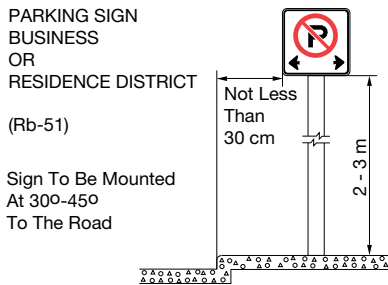 PARKING SIGN
BUSINESS
OR
RESIDENCE DISTRICT
(Rb-51)
Sign To Be Mounted
At 30º-45º
To The Road
P
Not Less
Than
30 cm
2 - 3 m